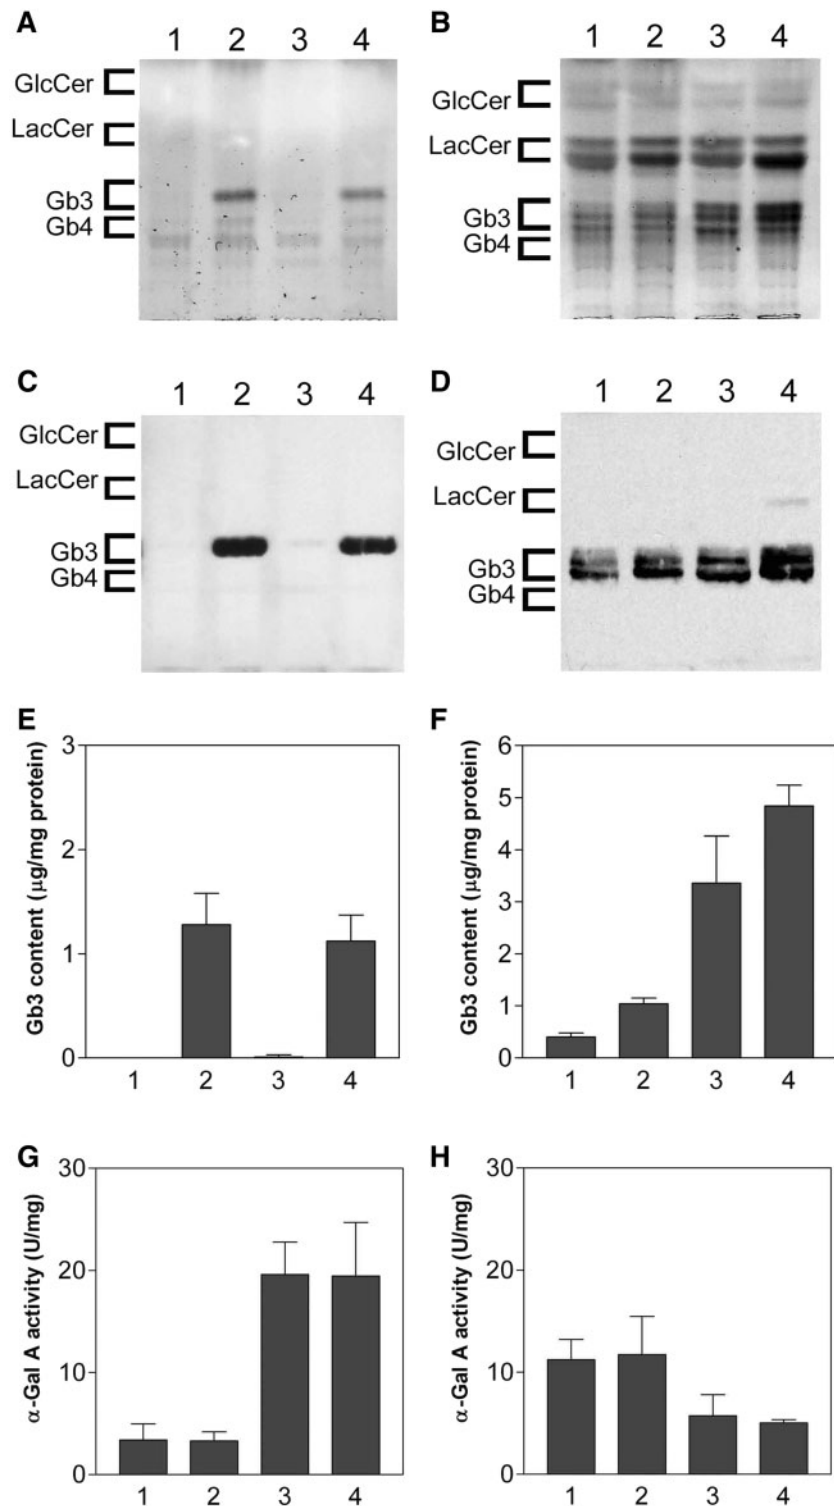 A
1 2 3 4
GlcCer
LacCer
Gb3
Gb4
B
1 2 3 4
GlcCer
LacCer
Gb3
Gb4
C
1 2 3 4
GlcCer
LacCer
Gb3
Gb4
D
1 2 3 4
GlcCer
LacCer
Gb3
Gb4
E
Gb3 content (μg/mg protein)
3
2
1
0
1 2 3 4
F
Gb3 content (μg/mg protein)
6
5
4
3
2
1
0
1 2 3 4
G
α-Gal A activity (U/mg)
30
20
10
0
1 2 3 4
H
α-Gal A activity (U/mg)
30
20
10
0
1 2 3 4